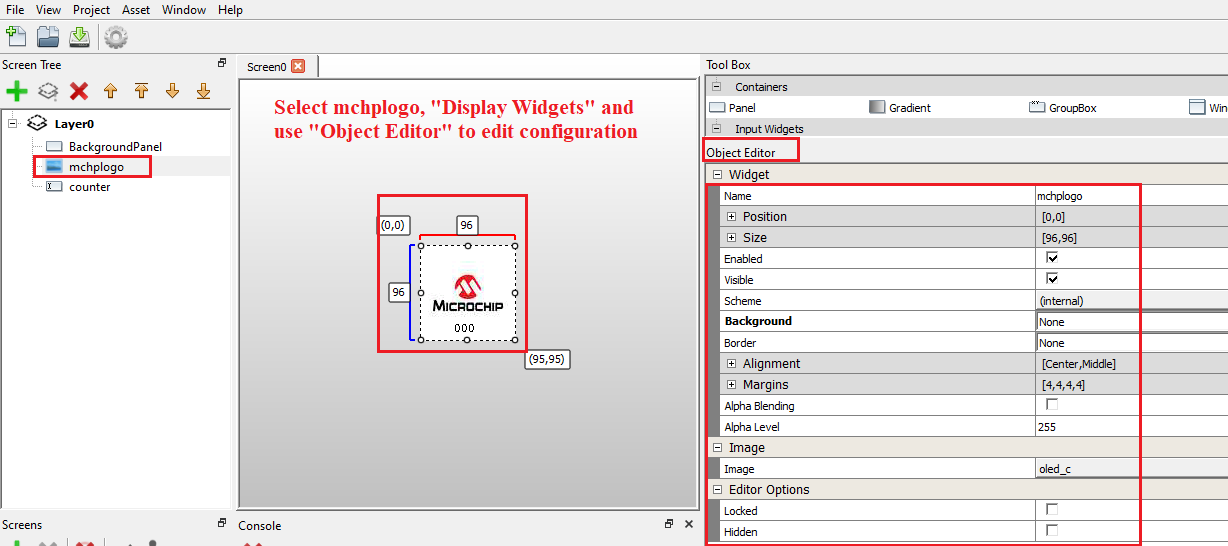 File View Project Asset Window Help
Screen Tree
Layer0
BackgroundPanel
mchplogo
counter
Screens
Screen0
Select mchplogo, "Display Widgets" and
use "Object Editor" to edit configuration
(0,0)
96
96
MICROCHIP
000
(95,95)
Console
Tool Box
Containers
Panel Gradient GroupBox Win
Input Widgets
Object Editor
Widget
Name mchplogo
Position [0,0]
Size [96,96]
Enabled
Visible
Scheme (internal)
Background None
Border None
Alignment [Center,Middle]
Margins [4,4,4,4]
Alpha Blending
Alpha Level 255
Image
Image oled_c
Editor Options
Locked
Hidden